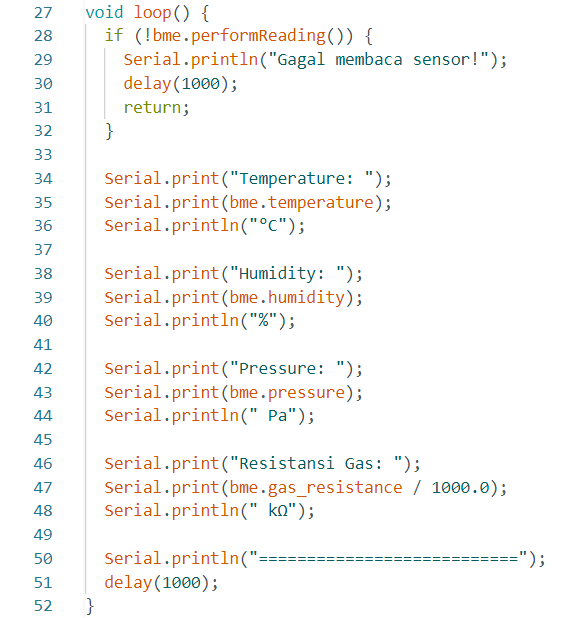 27 void loop() {
28   if (!bme.performReading()) {
29     Serial.println("Gagal membaca sensor!");
30     delay(1000);
31     return;
32   }
33
34   Serial.print("Temperature: ");
35   Serial.print(bme.temperature);
36   Serial.println("°C");
37
38   Serial.print("Humidity: ");
39   Serial.print(bme.humidity);
40   Serial.println("%");
41
42   Serial.print("Pressure: ");
43   Serial.print(bme.pressure);
44   Serial.println(" Pa");
45
46   Serial.print("Resistansi Gas: ");
47   Serial.print(bme.gas_resistance / 1000.0);
48   Serial.println(" kΩ");
49
50   Serial.println("===========================");
51   delay(1000);
52 }